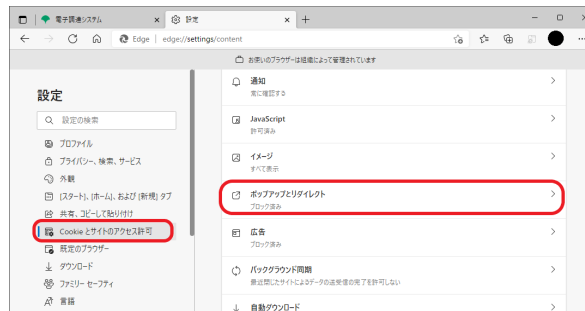 電子調達システム
設定
Edge | edge://settings/content
お使いのブラウザーは組織によって管理されています
設定
設定の検索
プロファイル
プライバシー、検索、サービス
外観
[スタート]、[ホーム]、および [新規] タブ
共有、コピーして貼り付け
Cookie とサイトのアクセス許可
既定のブラウザー
ダウンロード
ファミリー セーフティ
言語
通知
常に確認する
JavaScript
許可済み
イメージ
すべて表示
ポップアップとリダイレクト
ブロック済み
広告
ブロック済み
バックグラウンド同期
最近閉じたサイトによるデータの送受信の完了を許可しない
自動ダウンロード